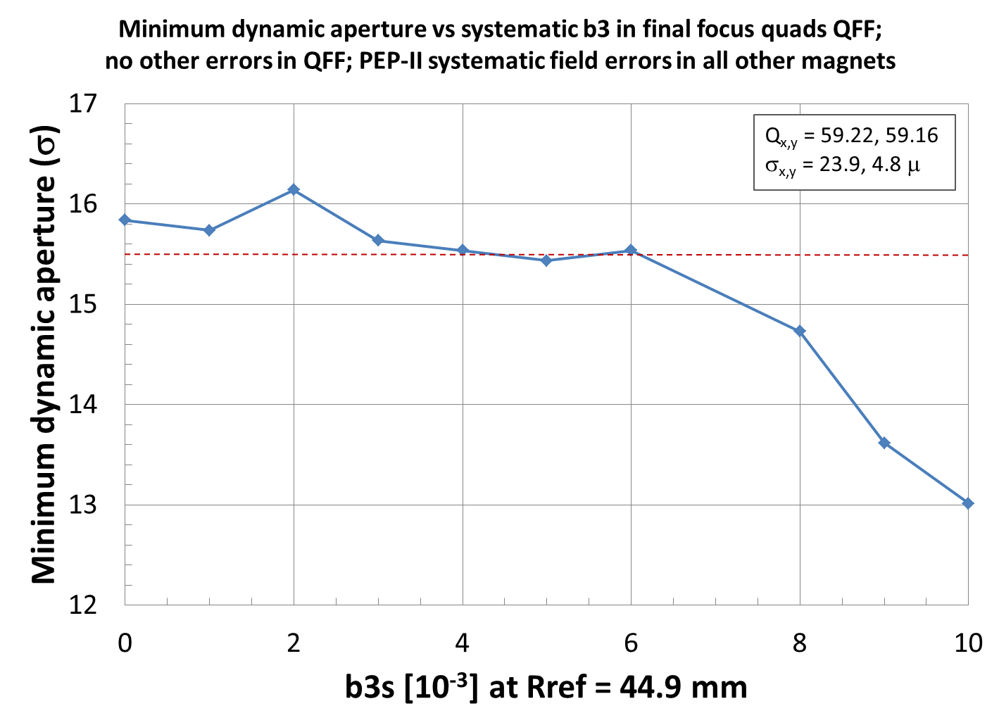 Minimum dynamic aperture vs systematic b3 in final focus quads QFF;
no other errors in QFF; PEP-II systematic field errors in all other magnets
Minimum dynamic aperture (σ)
17
16
15
14
13
12
Qx,y = 59.22, 59.16
σx,y = 23.9, 4.8 μ
0 2 4 6 8 10
b3s [10-3] at Rref = 44.9 mm